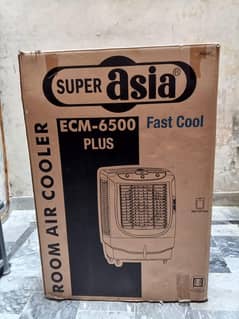 SUPER asia®
ECM-6500
PLUS
Fast Cool
ROOM AIR COOLER